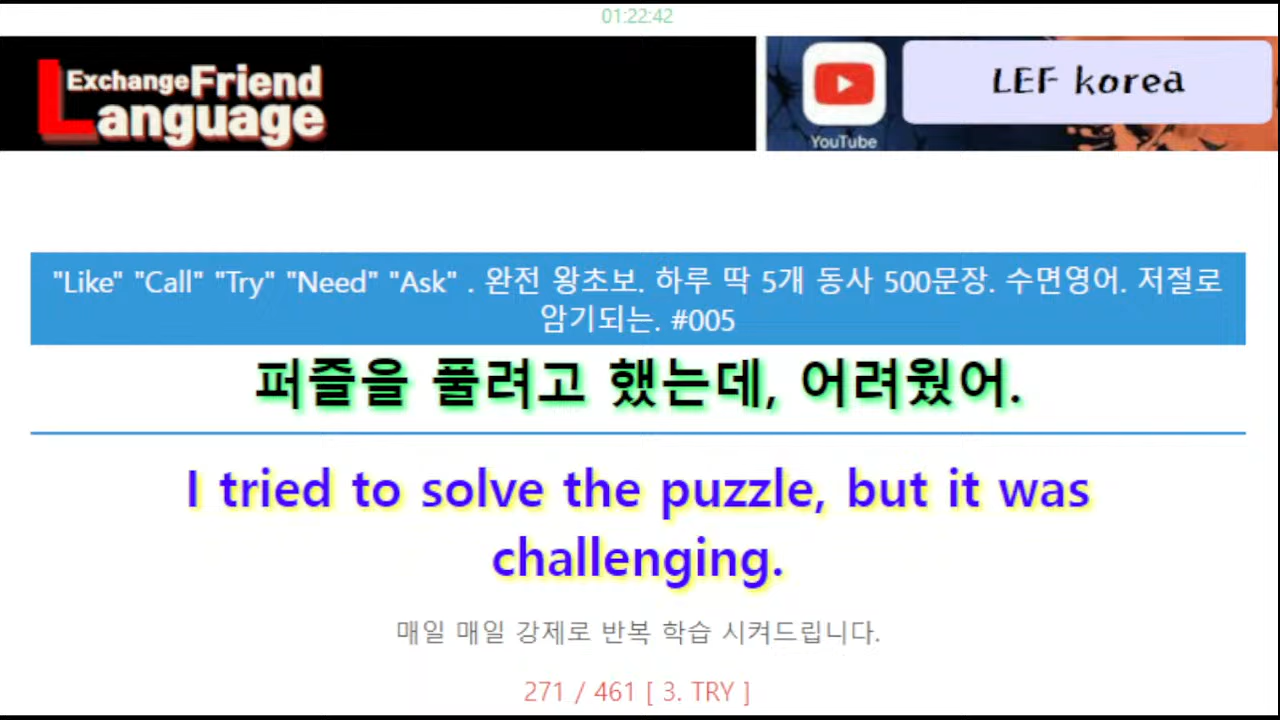 01:22:42
ExchangeFriend
Language
YouTube
LEF korea
"Like" "Call" "Try" "Need" "Ask" . 완전 왕초보. 하루 딱 5개 동사 500문장. 수면영어. 저절로
암기되는. #005
퍼즐을 풀려고 했는데, 어려웠어.
I tried to solve the puzzle, but it was
challenging.
매일 매일 강제로 반복 학습 시켜드립니다.
271 / 461 [ 3. TRY ]